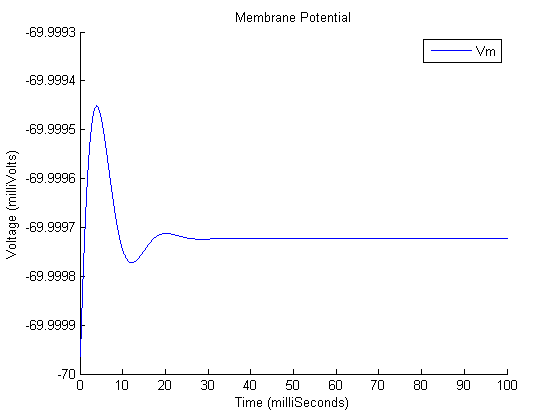 Membrane Potential
Vm
-69.9993
-69.9994
-69.9995
-69.9996
-69.9997
-69.9998
-69.9999
-70
Voltage (milliVolts)
0 10 20 30 40 50 60 70 80 90 100
Time (milliSeconds)